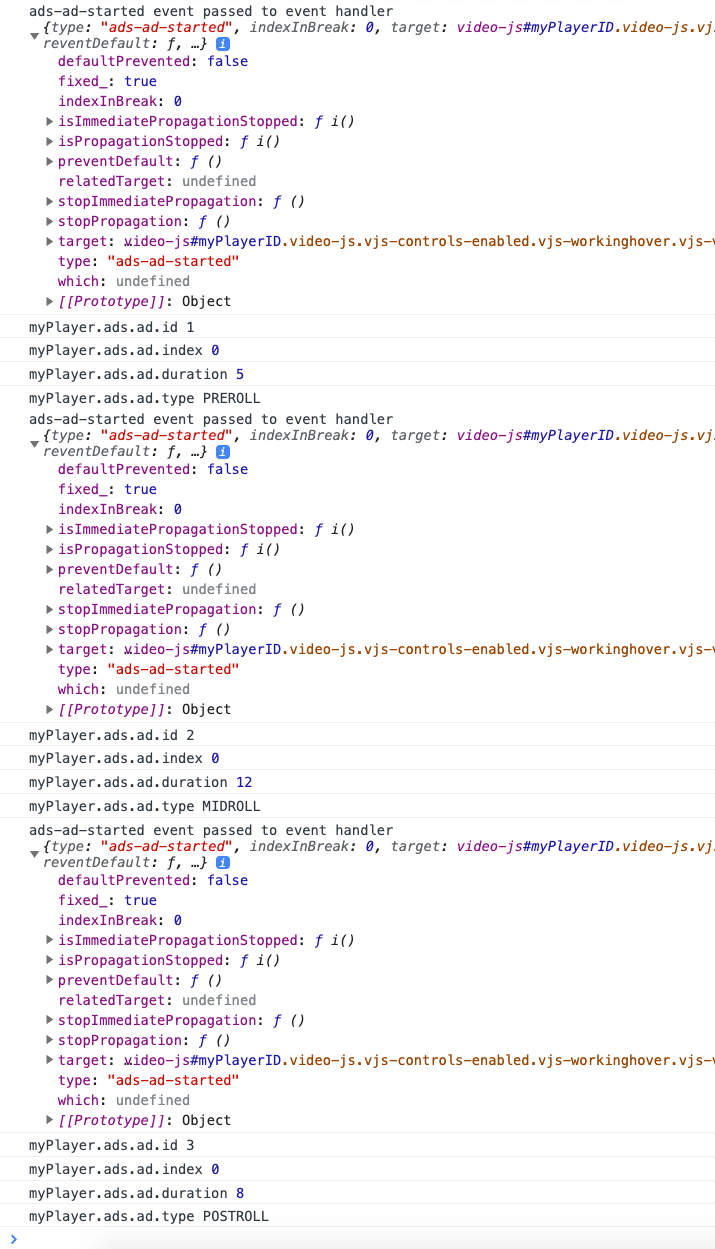 ads-ad-started event passed to event handler
{type: "ads-ad-started", indexInBreak: 0, target: video-js#myPlayerID.video-js.vj
reventDefault: ƒ, …} i
defaultPrevented: false
fixed_: true
indexInBreak: 0
isImmediatePropagationStopped: ƒ i()
isPropagationStopped: ƒ i()
preventDefault: ƒ ()
relatedTarget: undefined
stopImmediatePropagation: ƒ ()
stopPropagation: ƒ ()
target: video-js#myPlayerID.video-js.vjs-controls-enabled.vjs-workinghover.vjs-v
type: "ads-ad-started"
which: undefined
[[Prototype]]: Object
myPlayer.ads.ad.id 1
myPlayer.ads.ad.index 0
myPlayer.ads.ad.duration 5
myPlayer.ads.ad.type PREROLL
ads-ad-started event passed to event handler
{type: "ads-ad-started", indexInBreak: 0, target: video-js#myPlayerID.video-js.vj
reventDefault: ƒ, …} i
defaultPrevented: false
fixed_: true
indexInBreak: 0
isImmediatePropagationStopped: ƒ i()
isPropagationStopped: ƒ i()
preventDefault: ƒ ()
relatedTarget: undefined
stopImmediatePropagation: ƒ ()
stopPropagation: ƒ ()
target: video-js#myPlayerID.video-js.vjs-controls-enabled.vjs-workinghover.vjs-v
type: "ads-ad-started"
which: undefined
[[Prototype]]: Object
myPlayer.ads.ad.id 2
myPlayer.ads.ad.index 0
myPlayer.ads.ad.duration 12
myPlayer.ads.ad.type MIDROLL
ads-ad-started event passed to event handler
{type: "ads-ad-started", indexInBreak: 0, target: video-js#myPlayerID.video-js.vj
reventDefault: ƒ, …} i
defaultPrevented: false
fixed_: true
indexInBreak: 0
isImmediatePropagationStopped: ƒ i()
isPropagationStopped: ƒ i()
preventDefault: ƒ ()
relatedTarget: undefined
stopImmediatePropagation: ƒ ()
stopPropagation: ƒ ()
target: video-js#myPlayerID.video-js.vjs-controls-enabled.vjs-workinghover.vjs-v
type: "ads-ad-started"
which: undefined
[[Prototype]]: Object
myPlayer.ads.ad.id 3
myPlayer.ads.ad.index 0
myPlayer.ads.ad.duration 8
myPlayer.ads.ad.type POSTROLL